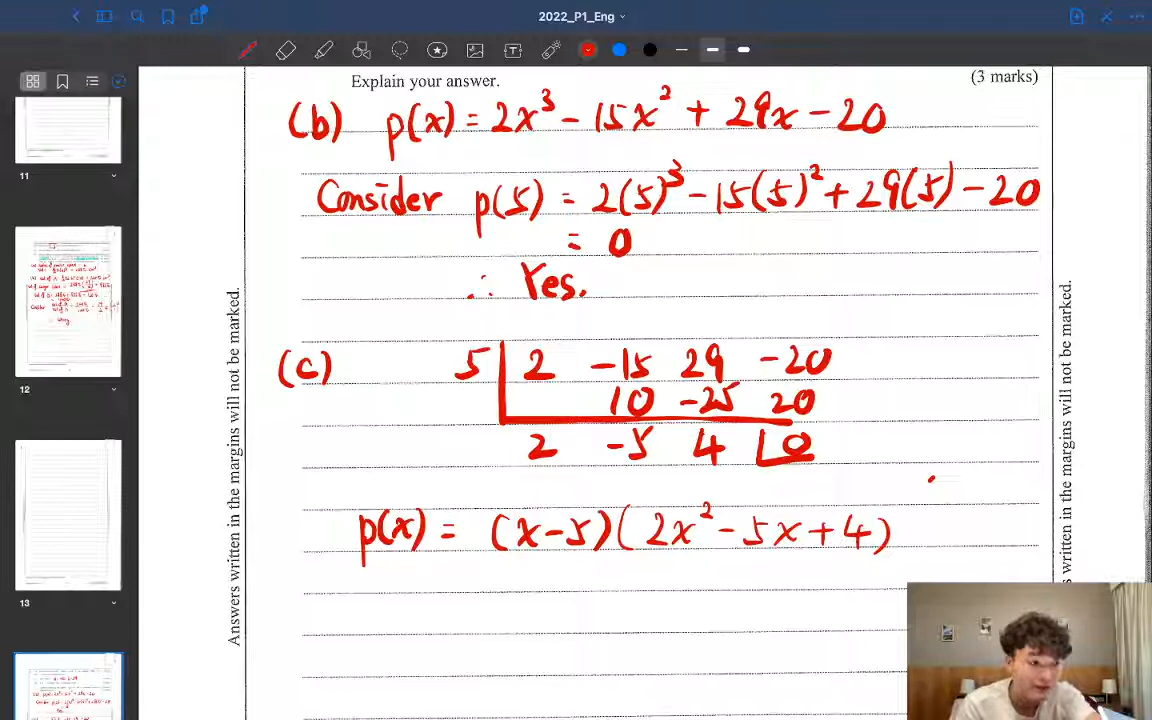 2022_P1_Eng
Explain your answer.
(3 marks)
(b) p(x) = 2x³ - 15x² + 29x - 20
Consider p(5) = 2(5)³ - 15(5)² + 29(5) - 20
= 0
∴ Yes.
(c) 5 | 2 -15 29 -20
10 -25 20
2 -5 4 0
p(x) = (x-5)(2x² - 5x + 4)
Answers written in the margins will not be marked.
s written in the margins will not be marked.
11
12
13